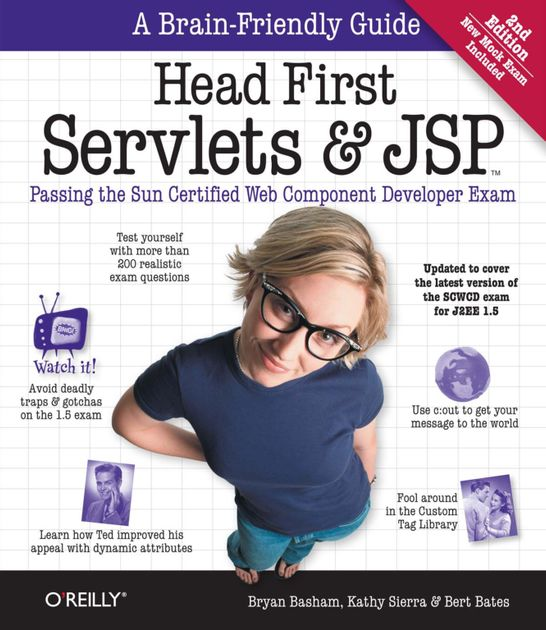 A Brain-Friendly Guide
2nd
Edition
New Mock Exam
Included
Head First
Servlets & JSP™
Passing the Sun Certified Web Component Developer Exam
Test yourself
with more than
200 realistic
exam questions
Updated to cover
the latest version of
the SCWCD exam
for J2EE 1.5
BANG!
Watch it!
Avoid deadly
traps & gotchas
on the 1.5 exam
Use c:out to get your
message to the world
Learn how Ted improved his
appeal with dynamic attributes
Fool around
in the Custom
Tag Library
O'REILLY®
Bryan Basham, Kathy Sierra & Bert Bates